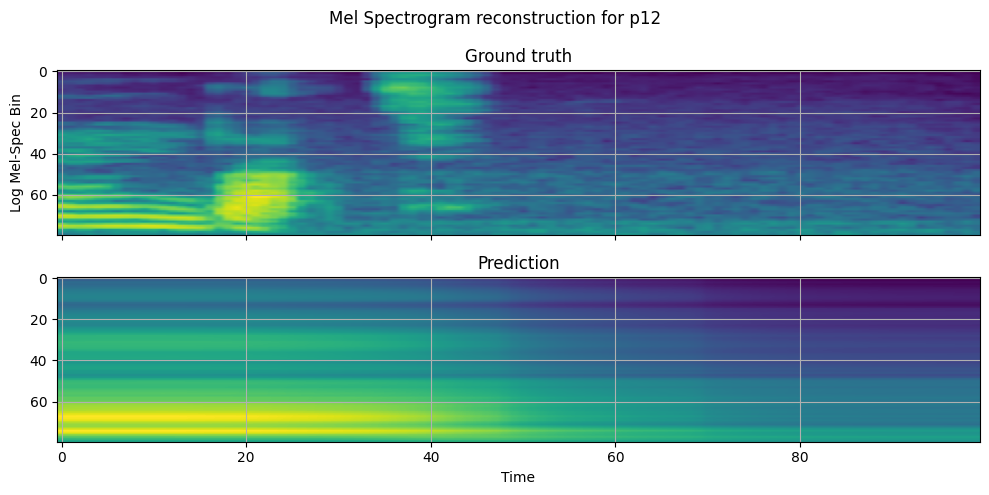 Mel Spectrogram reconstruction for p12
Ground truth
Log Mel-Spec Bin
0
20
40
60
Prediction
0
20
40
60
0 20 40 60 80
Time